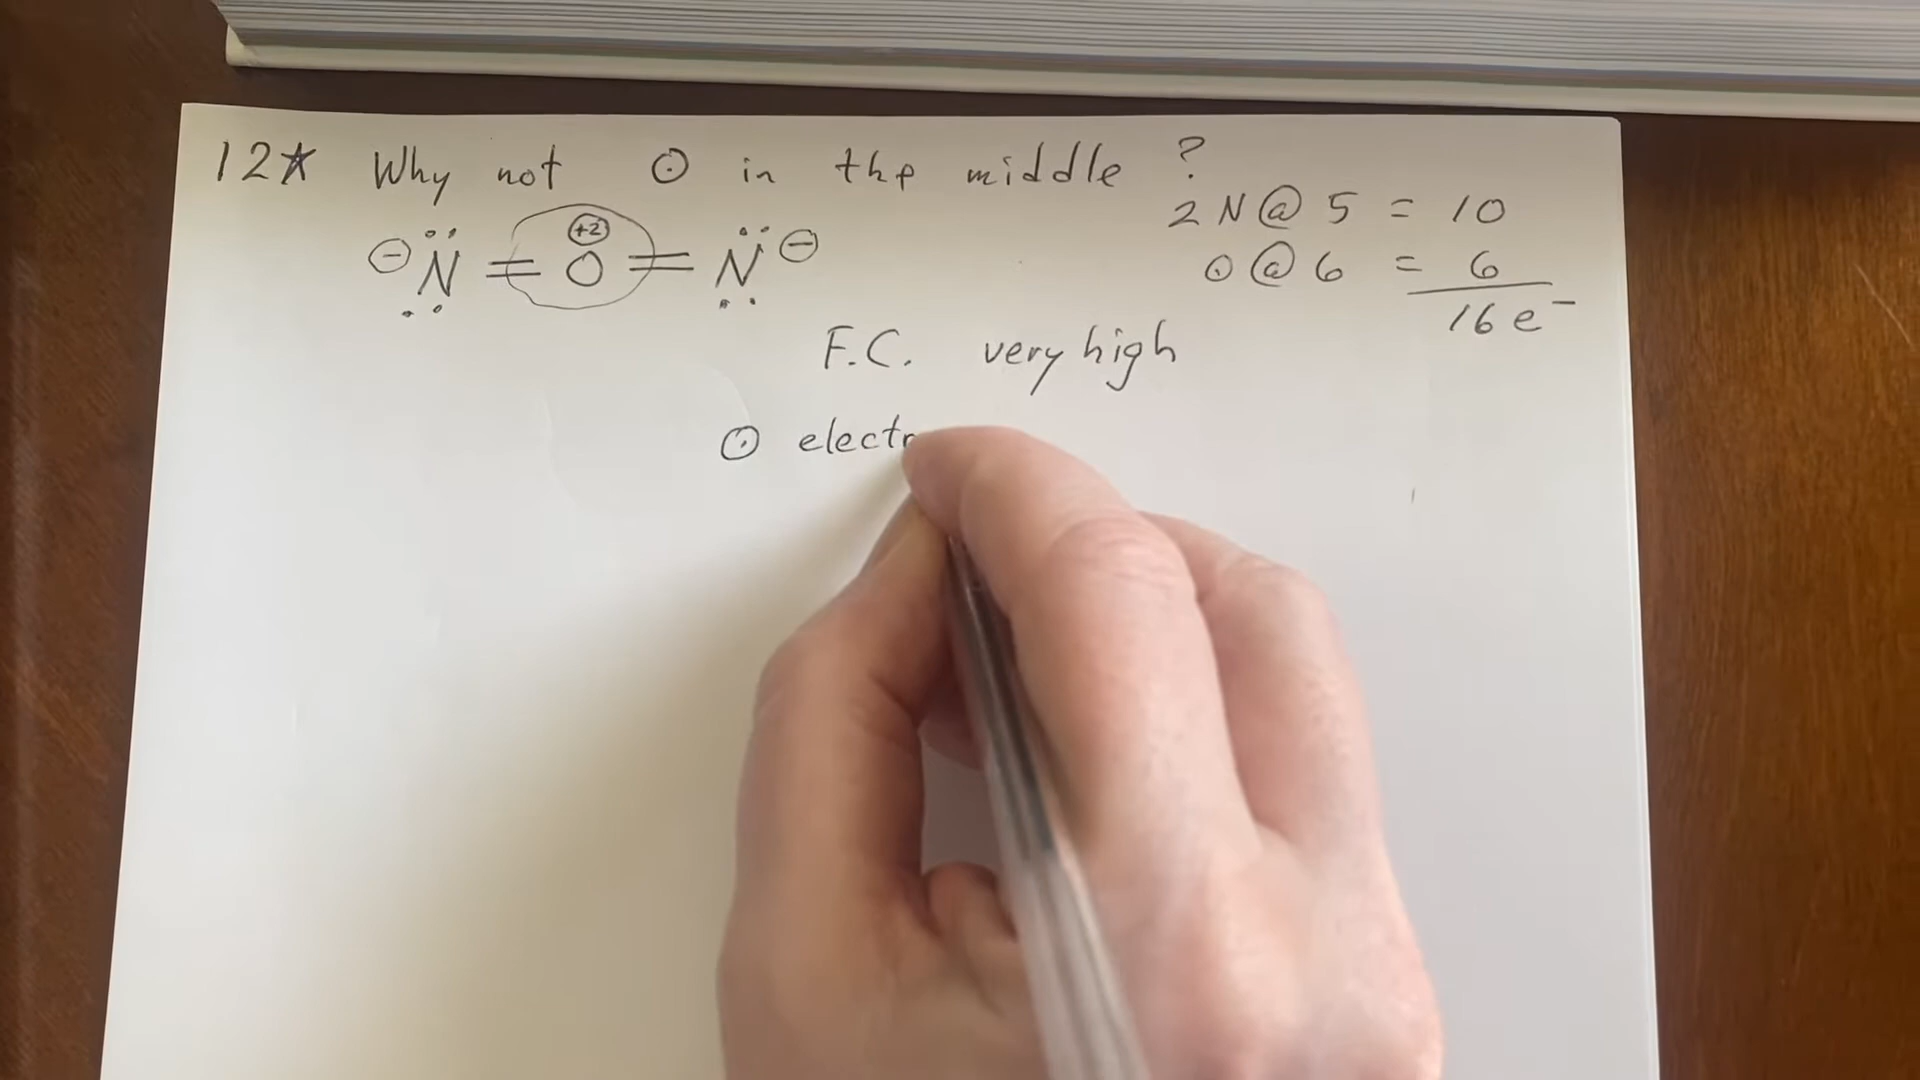 12* Why not O in the middle ?
2 N @ 5 = 10
⊖ N = O = N ⊖
+2
O @ 6 = 6
16 e⁻
F.C. very high
O electr